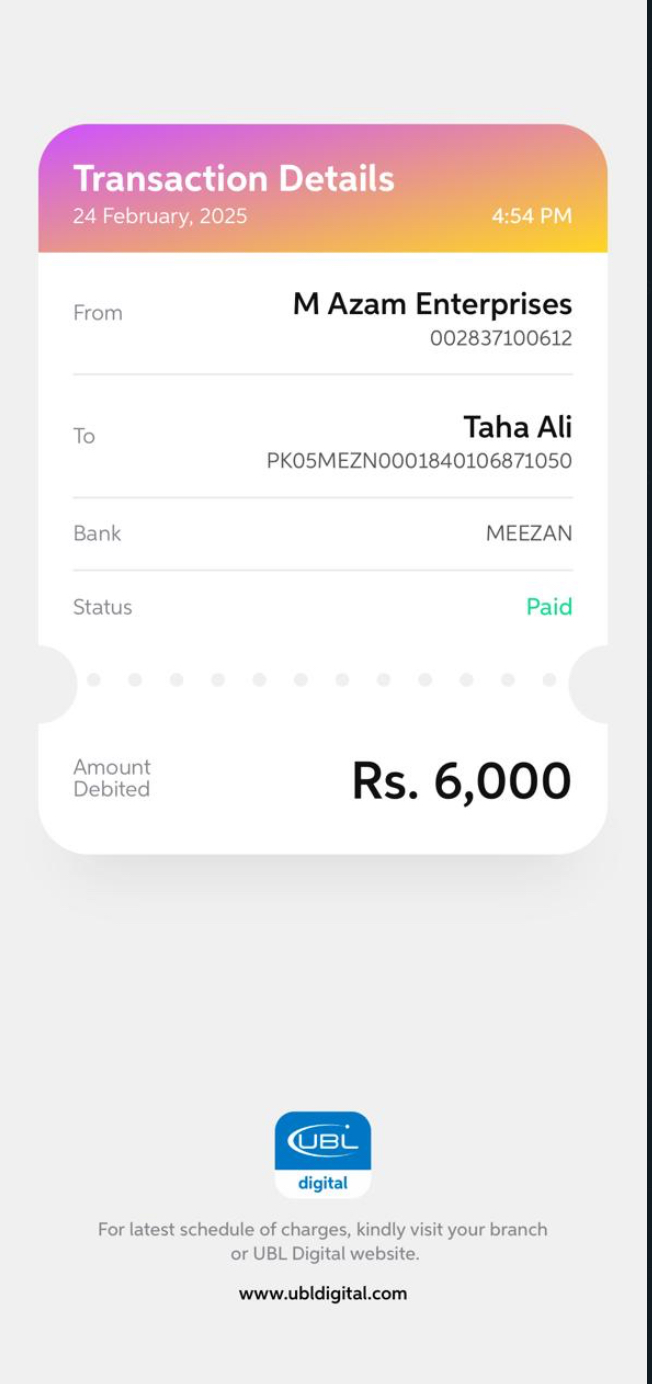 Transaction Details
24 February, 2025 4:54 PM
From M Azam Enterprises
002837100612
To Taha Ali
PK05MEZN0001840106871050
Bank MEEZAN
Status Paid
Amount
Debited Rs. 6,000
UBL
digital
For latest schedule of charges, kindly visit your branch
or UBL Digital website.
www.ubldigital.com